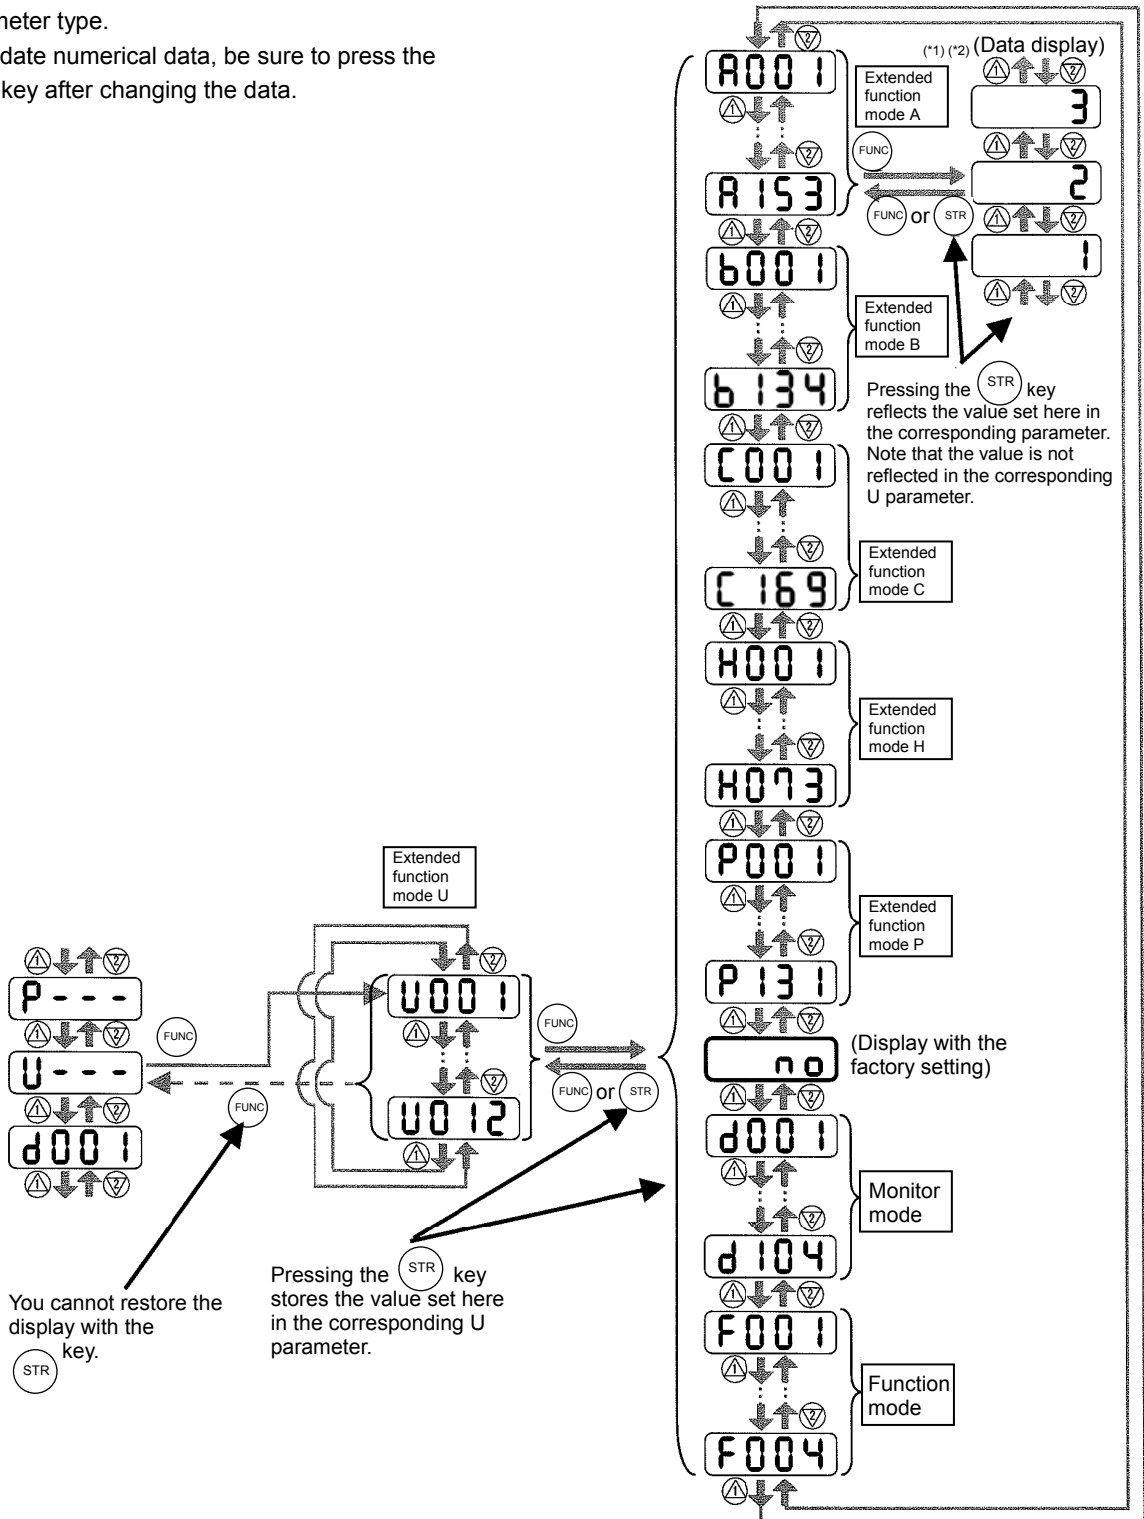 neter type.
date numerical data, be sure to press the
key after changing the data.
(*1) (*2) (Data display)
A001
Extended
function
mode A
3
FUNC
A153
2
FUNC or STR
b001
1
Extended
function
mode B
b134
Pressing the STR key
reflects the value set here in
the corresponding parameter.
Note that the value is not
reflected in the corresponding
U parameter.
C001
Extended
function
mode C
C169
H001
Extended
function
mode H
H073
P001
Extended
function
mode P
P131
no
(Display with the
factory setting)
d001
Monitor
mode
d104
F001
Function
mode
F004
Extended
function
mode U
P---
U---
d001
FUNC
FUNC
U001
U012
FUNC
FUNC or STR
You cannot restore the
display with the
STR key.
Pressing the STR key
stores the value set here
in the corresponding U
parameter.